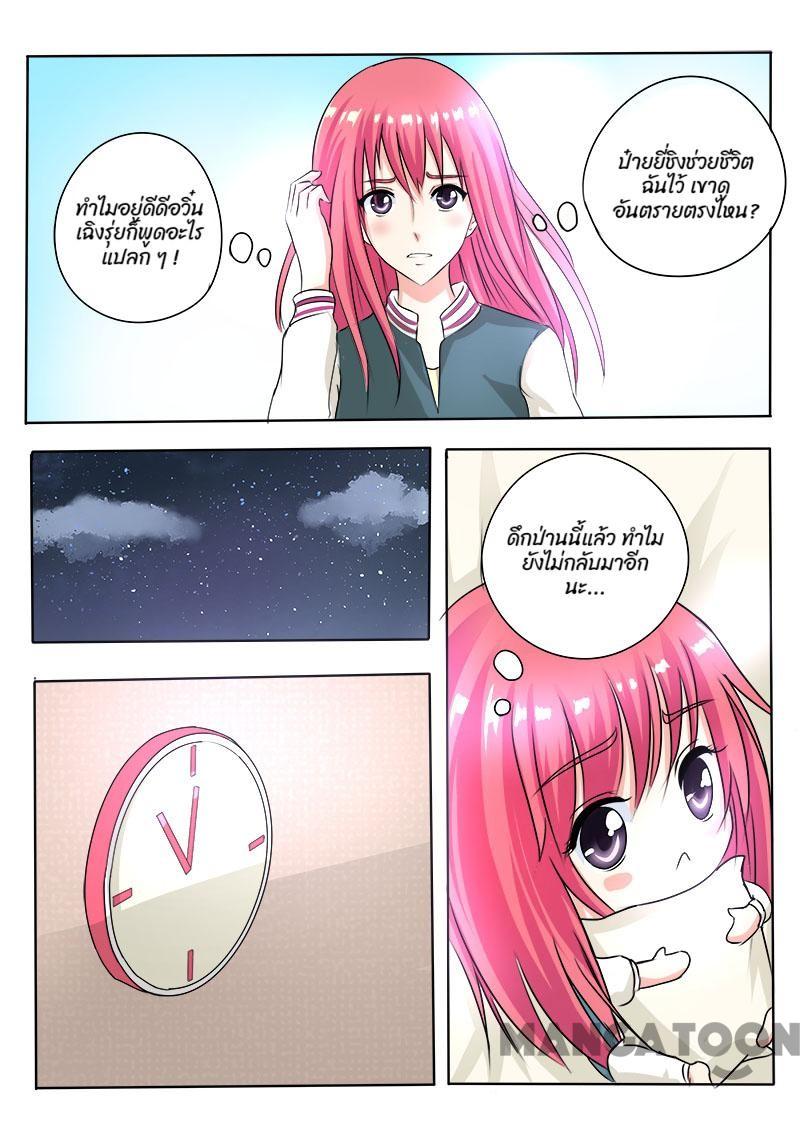 ทำไมอยู่ดีดีอวิ๋น
เฉิงรุ่ยก็พูดอะไร
แปลก ๆ !
ป๋ายยี่ชิงช่วยชีวิต
ฉันไว้ เขาดู
อันตรายตรงไหน?
ดึกป่านนี้แล้ว ทำไม
ยังไม่กลับมาอีก
นะ...
MANGATOON